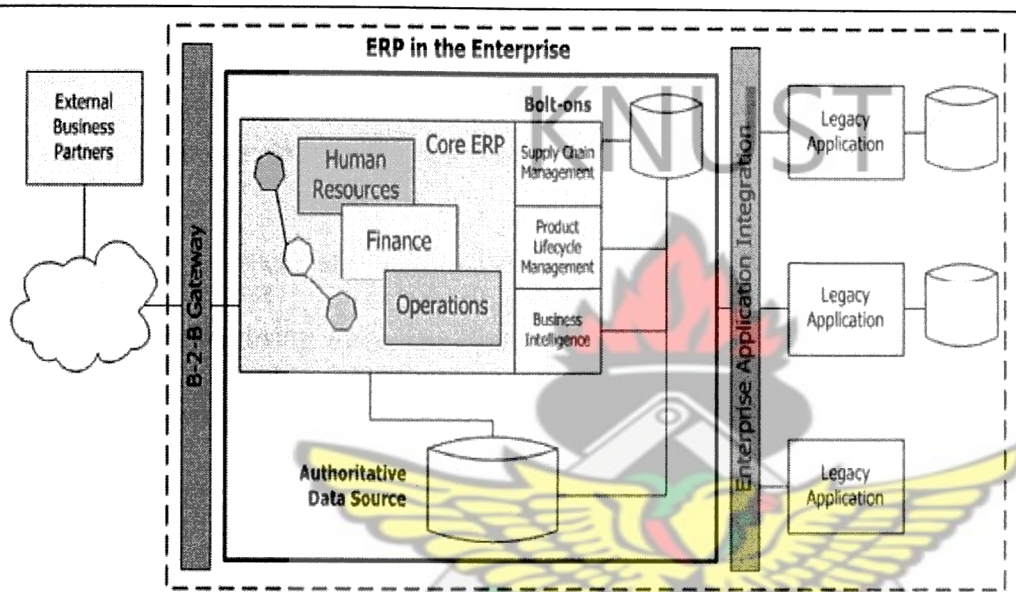 ERP in the Enterprise
External
Business
Partners
B-2-B Gateway
Core ERP
Human
Resources
Finance
Operations
Bolt-ons
Supply Chain
Management
Product
Lifecycle
Management
Business
Intelligence
Authoritative
Data Source
Enterprise Application Integration
Legacy
Application
Legacy
Application
Legacy
Application
KNUST